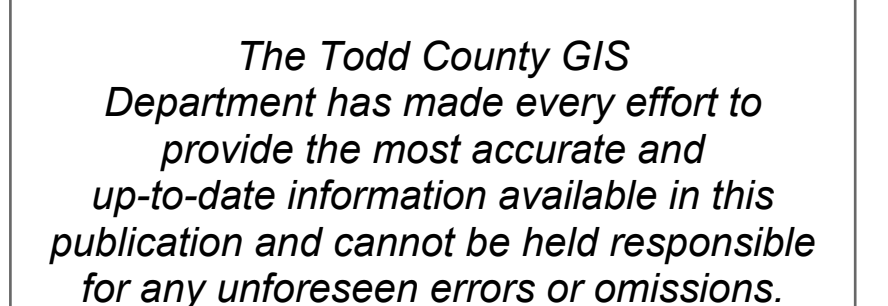 The Todd County GIS
Department has made every effort to
provide the most accurate and
up-to-date information available in this
publication and cannot be held responsible
for any unforeseen errors or omissions.